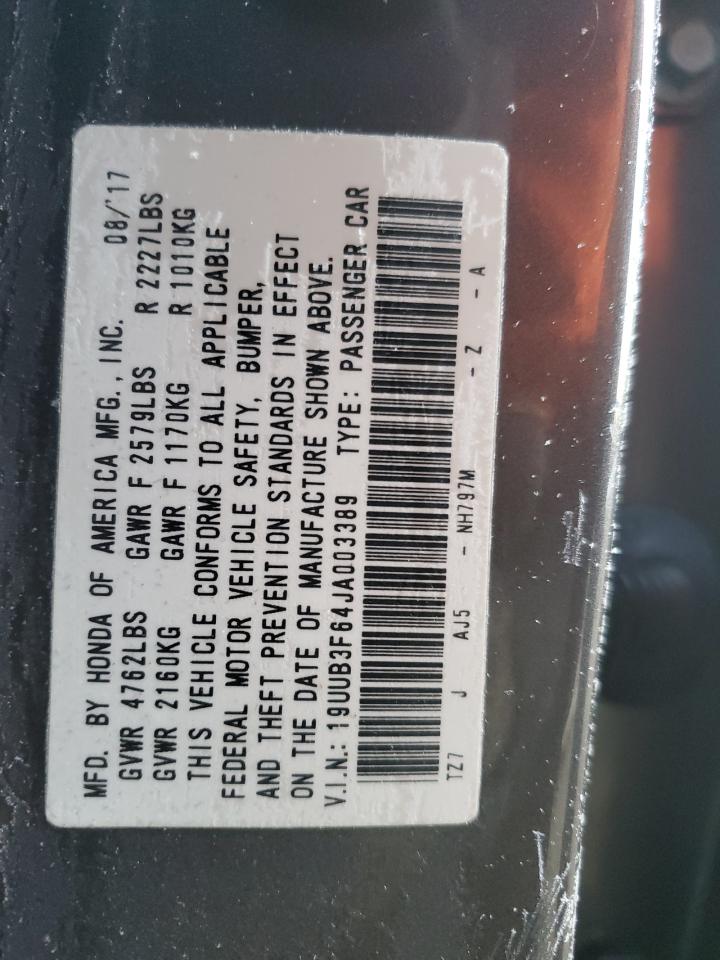 MFD. BY HONDA OF AMERICA MFG., INC. 08/'17
GVWR 4762LBS GAWR F 2579LBS R 2227LBS
GVWR 2160KG GAWR F 1170KG R 1010KG
THIS VEHICLE CONFORMS TO ALL APPLICABLE
FEDERAL MOTOR VEHICLE SAFETY, BUMPER,
AND THEFT PREVENTION STANDARDS IN EFFECT
ON THE DATE OF MANUFACTURE SHOWN ABOVE.
V.I.N.: 19UUB3F64JA003389 TYPE: PASSENGER CAR
TZ7 J AJ5 - NH797M - Z - A